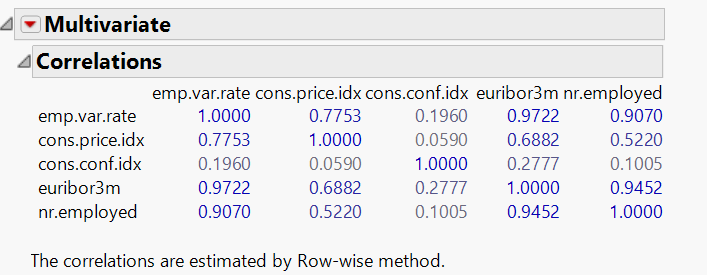 Multivariate
Correlations
emp.var.rate cons.price.idx cons.conf.idx euribor3m nr.employed
emp.var.rate 1.0000 0.7753 0.1960 0.9722 0.9070
cons.price.idx 0.7753 1.0000 0.0590 0.6882 0.5220
cons.conf.idx 0.1960 0.0590 1.0000 0.2777 0.1005
euribor3m 0.9722 0.6882 0.2777 1.0000 0.9452
nr.employed 0.9070 0.5220 0.1005 0.9452 1.0000
The correlations are estimated by Row-wise method.